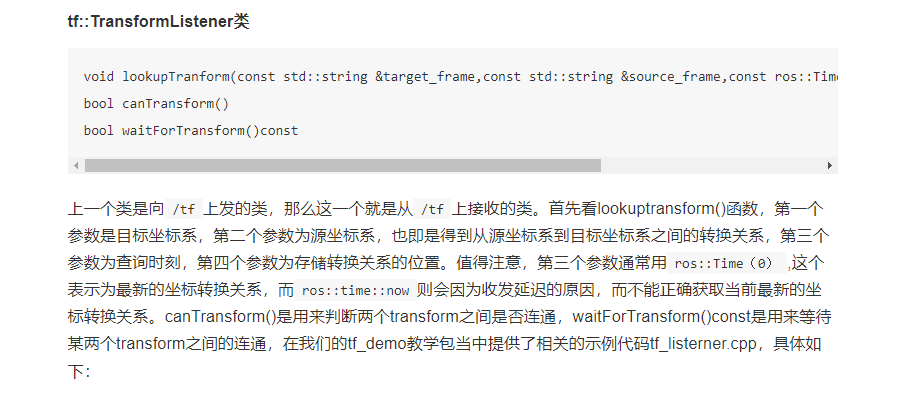 tf::TransformListener类
void lookupTranform(const std::string &target_frame,const std::string &source_frame,const ros::Time
bool canTransform()
bool waitForTransform()const
上一个类是向 /tf 上发的类，那么这一个就是从 /tf 上接收的类。首先看lookuptransform()函数，第一个
参数是目标坐标系，第二个参数为源坐标系，也即是得到从源坐标系到目标坐标系之间的转换关系，第三个
参数为查询时刻，第四个参数为存储转换关系的位置。值得注意，第三个参数通常用 ros::Time（0） ,这个
表示为最新的坐标转换关系，而 ros::time::now 则会因为收发延迟的原因，而不能正确获取当前最新的坐
标转换关系。canTransform()是用来判断两个transform之间是否连通，waitForTransform()const是用来等待
某两个transform之间的连通，在我们的tf_demo教学包当中提供了相关的示例代码tf_listerner.cpp，具体如
下：